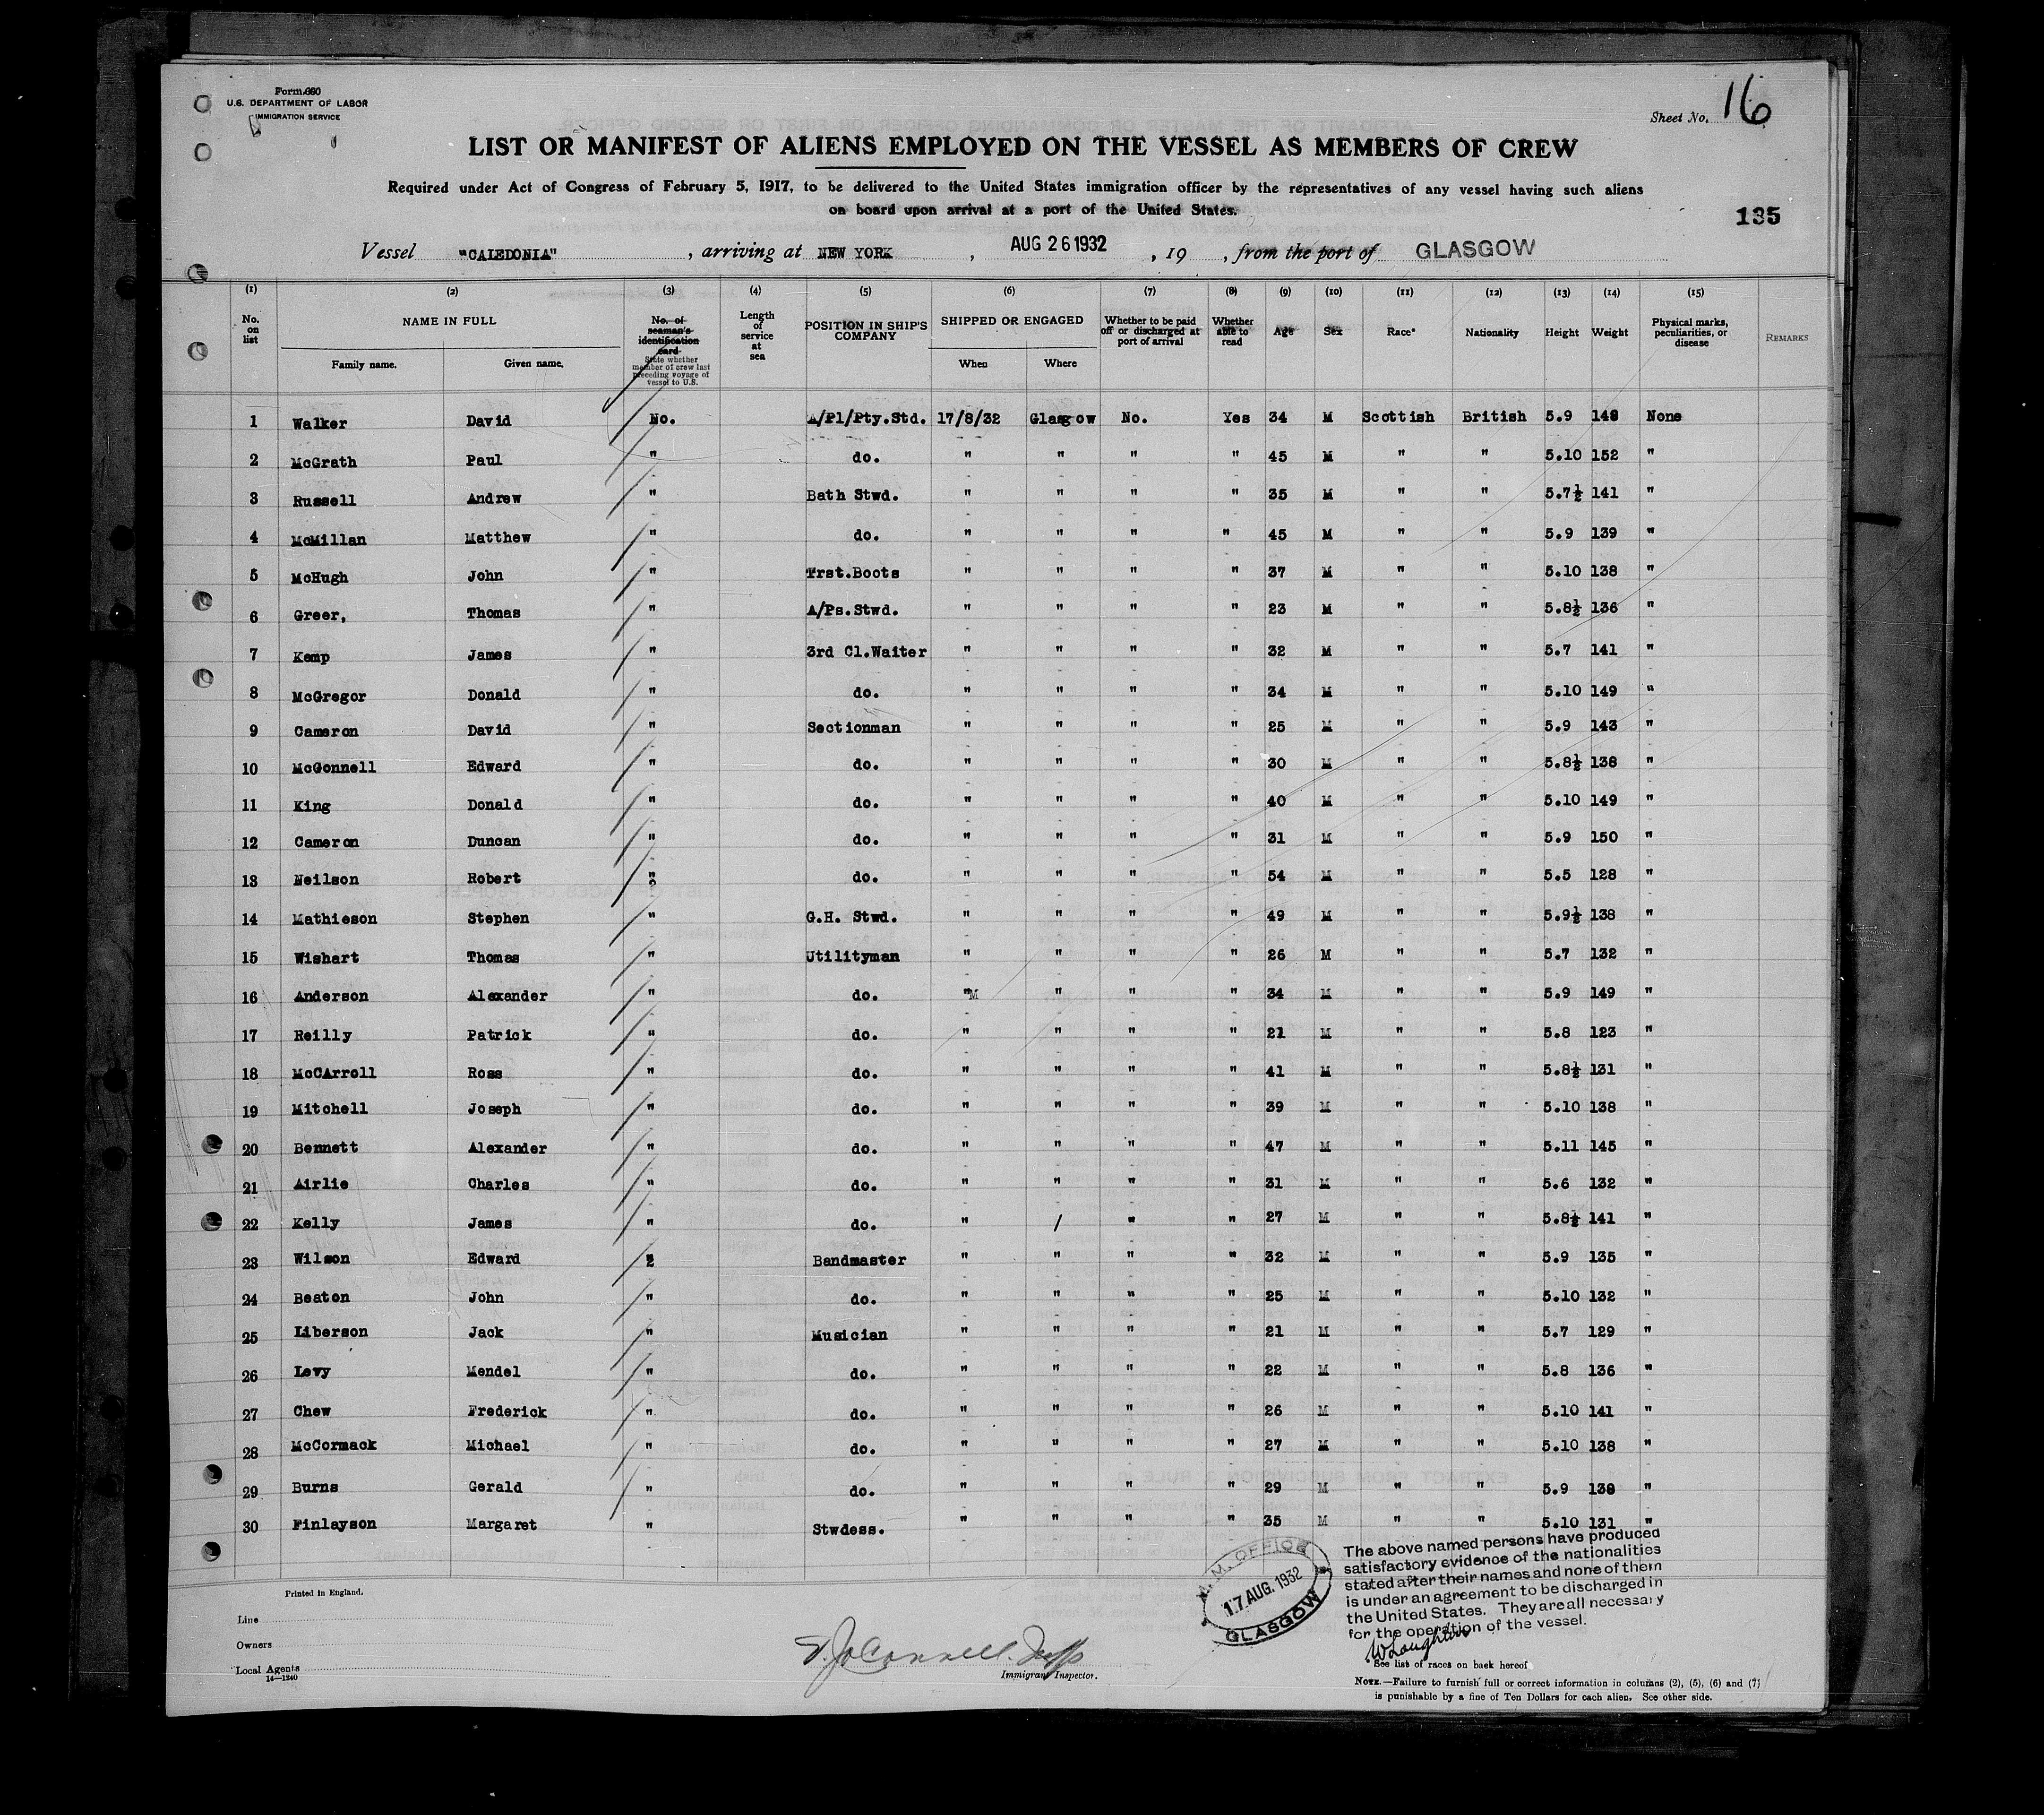 Form 680
U.S. DEPARTMENT OF LABOR
IMMIGRATION SERVICE
Sheet No. 16
LIST OR MANIFEST OF ALIENS EMPLOYED ON THE VESSEL AS MEMBERS OF CREW
Required under Act of Congress of February 5, 1917, to be delivered to the United States immigration officer by the representatives of any vessel having such aliens
on board upon arrival at a port of the United States.
135
Vessel "CALEDONIA", arriving at NEW YORK, AUG 26 1932, 19 , from the port of GLASGOW
(1) (2) (3) (4) (5) (6) (7) (8) (9) (10) (11) (12) (13) (14) (15)
No. on list
NAME IN FULL
Family name. Given name.
No. of seaman's identification card
State whether member of crew last preceding voyage of vessel to U.S.
Length of service at sea
POSITION IN SHIP'S COMPANY
SHIPPED OR ENGAGED
When Where
Whether to be paid off or discharged at port of arrival
Whether able to read
Age Sex Race* Nationality Height Weight
Physical marks, peculiarities, or disease
REMARKS
1 Walker David No. A/Pl/Pty.Std. 17/8/32 Glasgow No. Yes 34 M Scottish British 5.9 149 None
2 McGrath Paul " do. " " " " 45 M " " 5.10 152 "
3 Russell Andrew " Bath Stwd. " " " " 35 M " " 5.7½ 141 "
4 McMillan Matthew " do. " " " " 45 M " " 5.9 139 "
5 McHugh John " Trst.Boots " " " " 37 M " " 5.10 138 "
6 Greer, Thomas " A/Ps.Stwd. " " " " 23 M " " 5.8½ 136 "
7 Kemp James " 3rd Cl.Waiter " " " " 32 M " " 5.7 141 "
8 McGregor Donald " do. " " " " 34 M " " 5.10 149 "
9 Cameron David " Sectionman " " " " 25 M " " 5.9 143 "
10 McGonnell Edward " do. " " " " 30 M " " 5.8½ 138 "
11 King Donald " do. " " " " 40 M " " 5.10 149 "
12 Cameron Duncan " do. " " " " 31 M " " 5.9 150 "
13 Neilson Robert " do. " " " " 54 M " " 5.5 128 "
14 Mathieson Stephen " G.H. Stwd. " " " " 49 M " " 5.9½ 138 "
15 Wishart Thomas " Utilityman " " " " 26 M " " 5.7 132 "
16 Anderson Alexander " do. "M " " " 34 M " " 5.9 149 "
17 Reilly Patrick " do. " " " " 21 M " " 5.8 123 "
18 McCArroll Ross " do. " " " " 41 M " " 5.8½ 131 "
19 Mitchell Joseph " do. " " " " 39 M " " 5.10 138 "
20 Bennett Alexander " do. " " " " 47 M " " 5.11 145 "
21 Airlie Charles " do. " " " " 31 M " " 5.6 132 "
22 Kelly James " do. " / " " 27 M " " 5.8½ 141 "
23 Wilson Edward 2 Bandmaster " " " " 32 M " " 5.9 135 "
24 Beaton John " do. " " " " 25 M " " 5.10 132 "
25 Liberson Jack " Musician " " " " 21 M " " 5.7 129 "
26 Levy Mendel " do. " " " " 22 M " " 5.8 136 "
27 Chew Frederick " do. " " " " 26 M " " 5.10 141 "
28 McCormack Michael " do. " " " " 27 M " " 5.10 138 "
29 Burns Gerald " do. " " " " 29 M " " 5.9 138 "
30 Finlayson Margaret " Stwdess. " " " " 35 M " " 5.10 131 "
The above named persons have produced
satisfactory evidence of the nationalities
stated after their names and none of them
is under an agreement to be discharged in
the United States. They are all necessary
for the operation of the vessel.
M. M. OFFICE
17 AUG. 1932
GLASGOW
Printed in England.
Line
Owners
Local Agents
14—1240
Immigrant Inspector.
See list of races on back hereof
NOTE.—Failure to furnish full or correct information in columns (2), (5), (6) and (7)
is punishable by a fine of Ten Dollars for each alien. See other side.